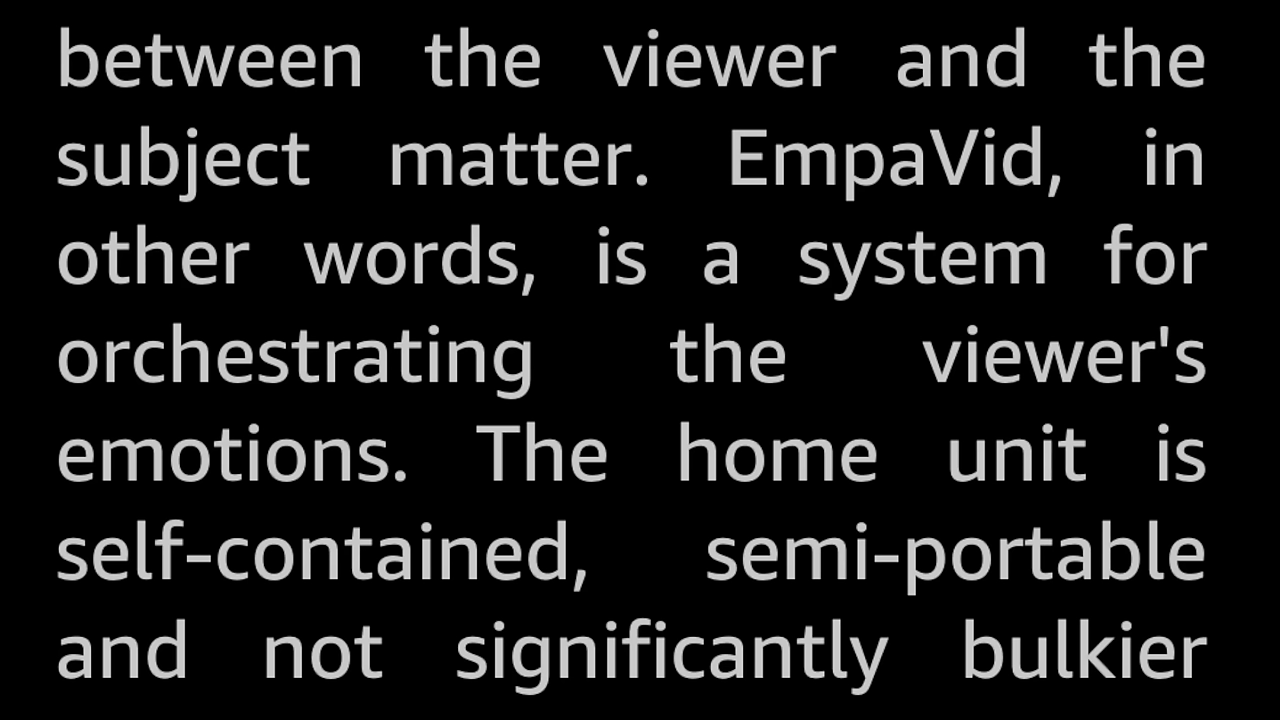 between the viewer and the
subject matter. EmpaVid, in
other words, is a system for
orchestrating the viewer's
emotions. The home unit is
self-contained, semi-portable
and not significantly bulkier